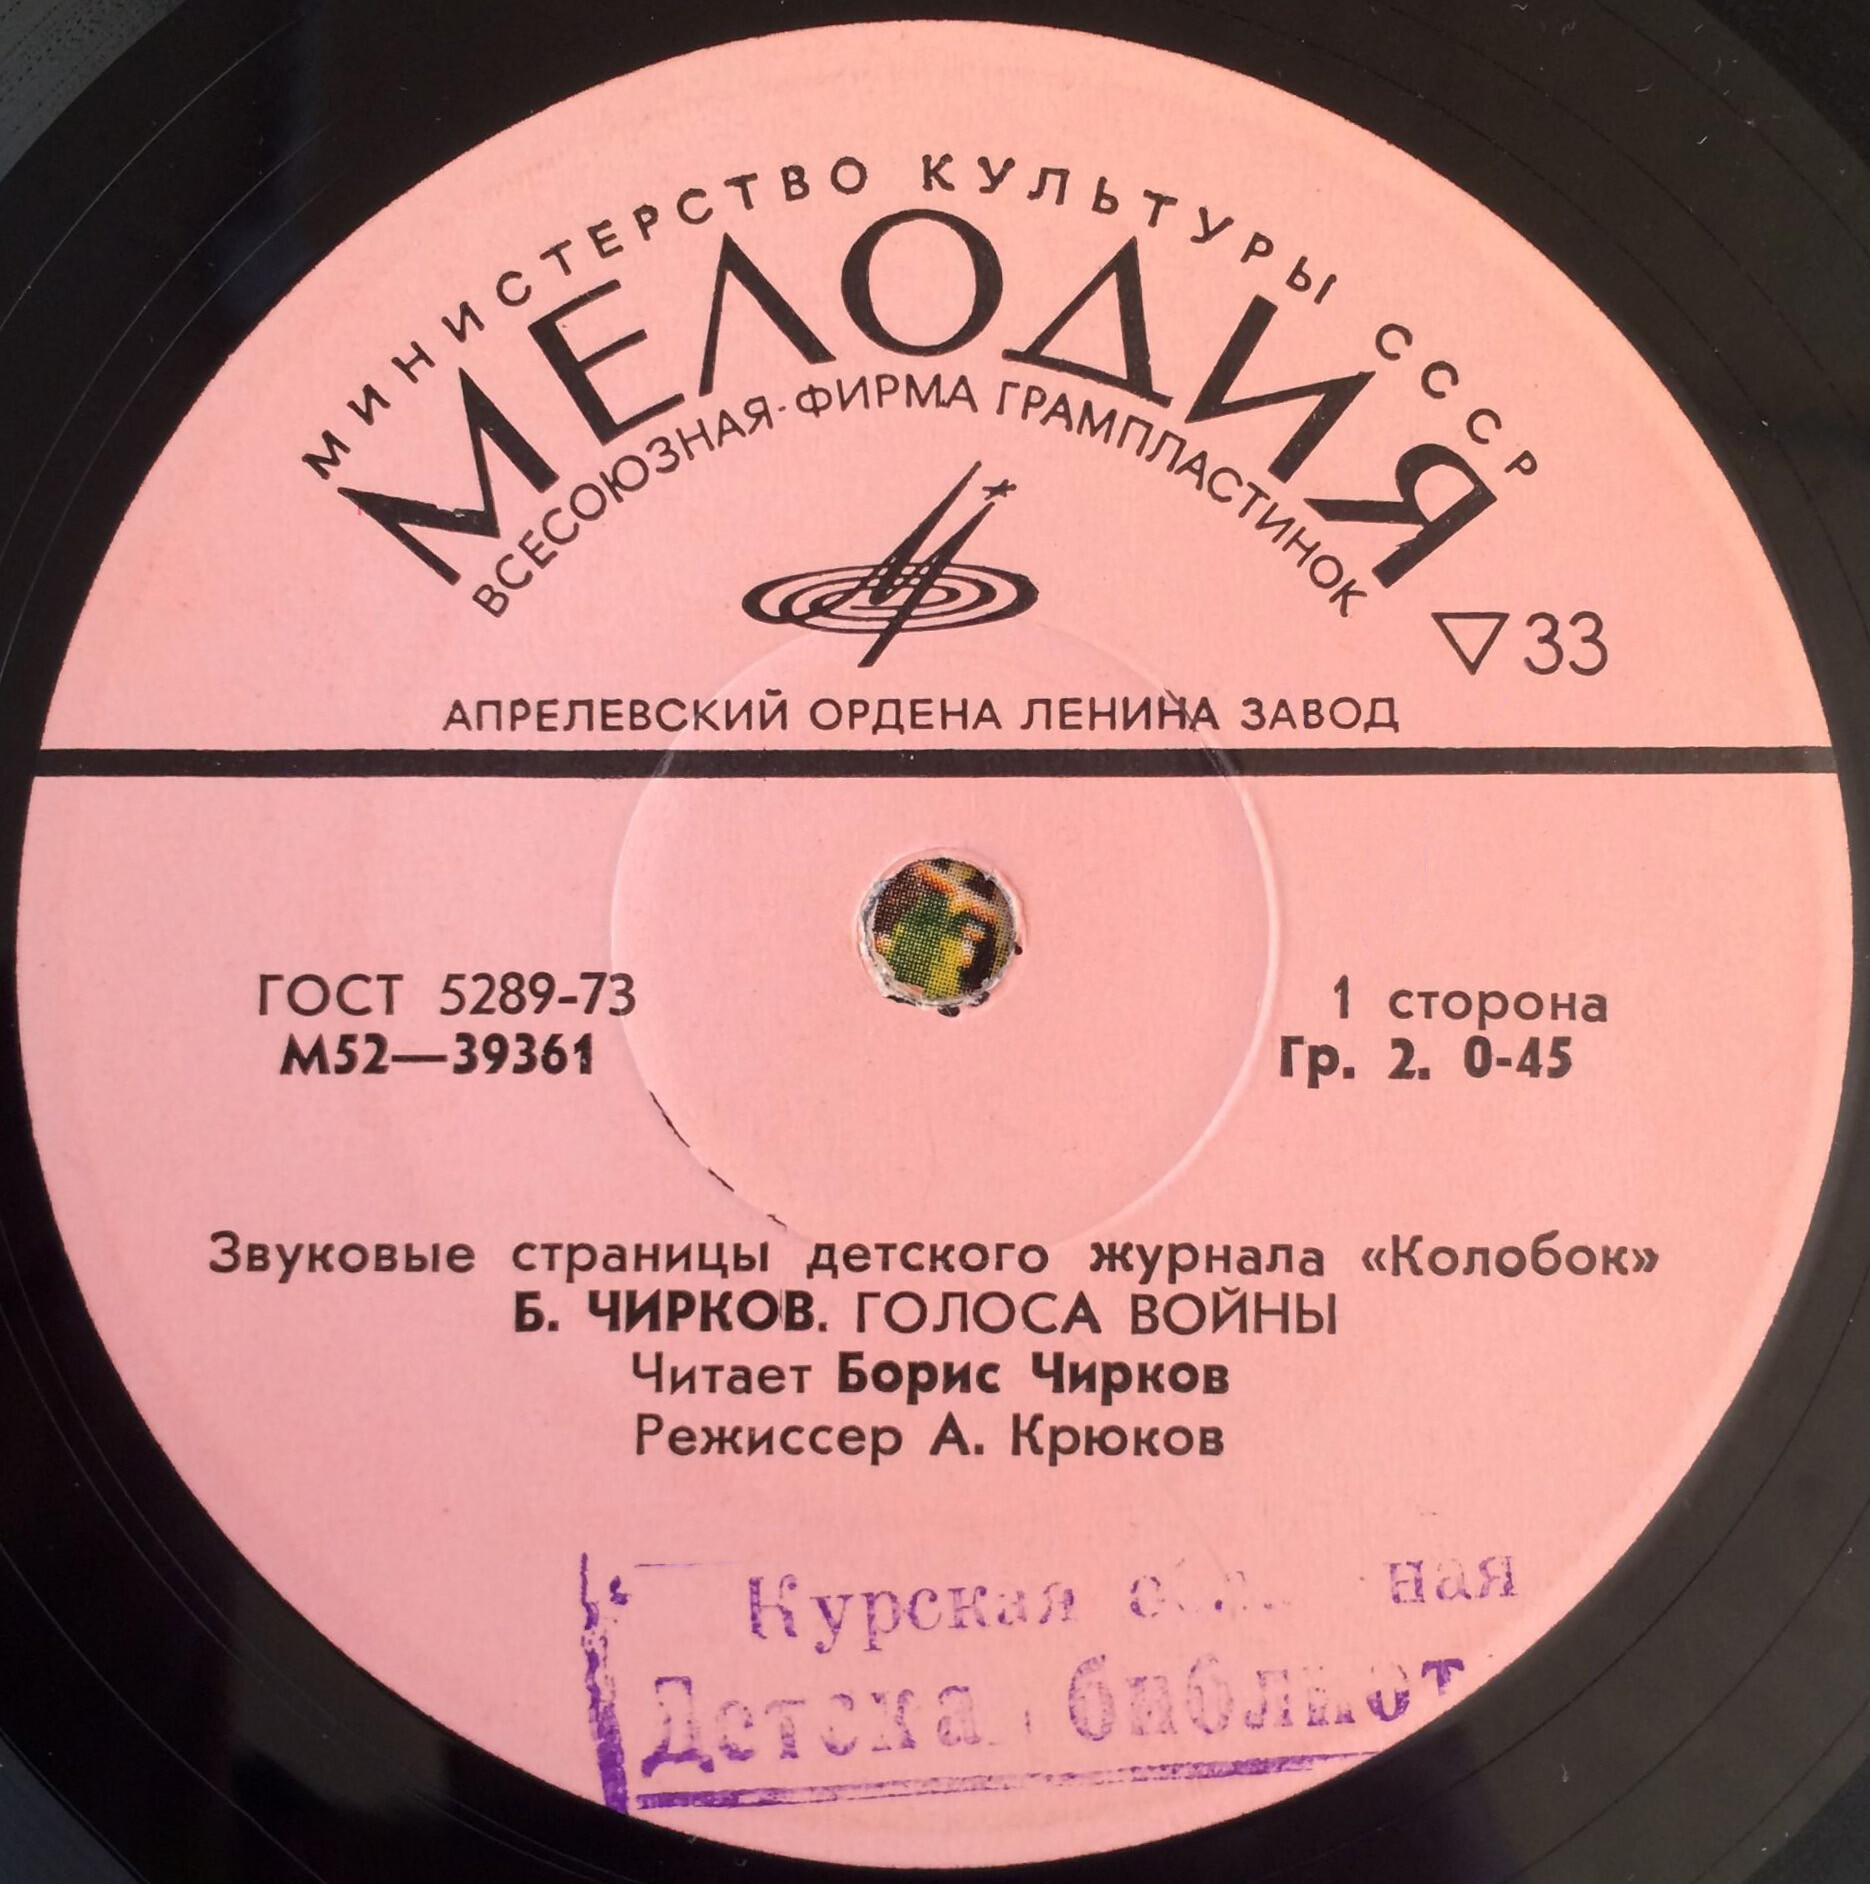 МИНИСТЕРСТВО КУЛЬТУРЫ СССР
МЕЛОДИЯ
ВСЕСОЮЗНАЯ-ФИРМА ГРАМПЛАСТИНОК
33
АПРЕЛЕВСКИЙ ОРДЕНА ЛЕНИНА ЗАВОД
ГОСТ 5289-73
М52—39361
1 сторона
Гр. 2. 0-45
Звуковые страницы детского журнала «Колобок»
Б. ЧИРКОВ. ГОЛОСА ВОЙНЫ
Читает Борис Чирков
Режиссер А. Крюков
Курская